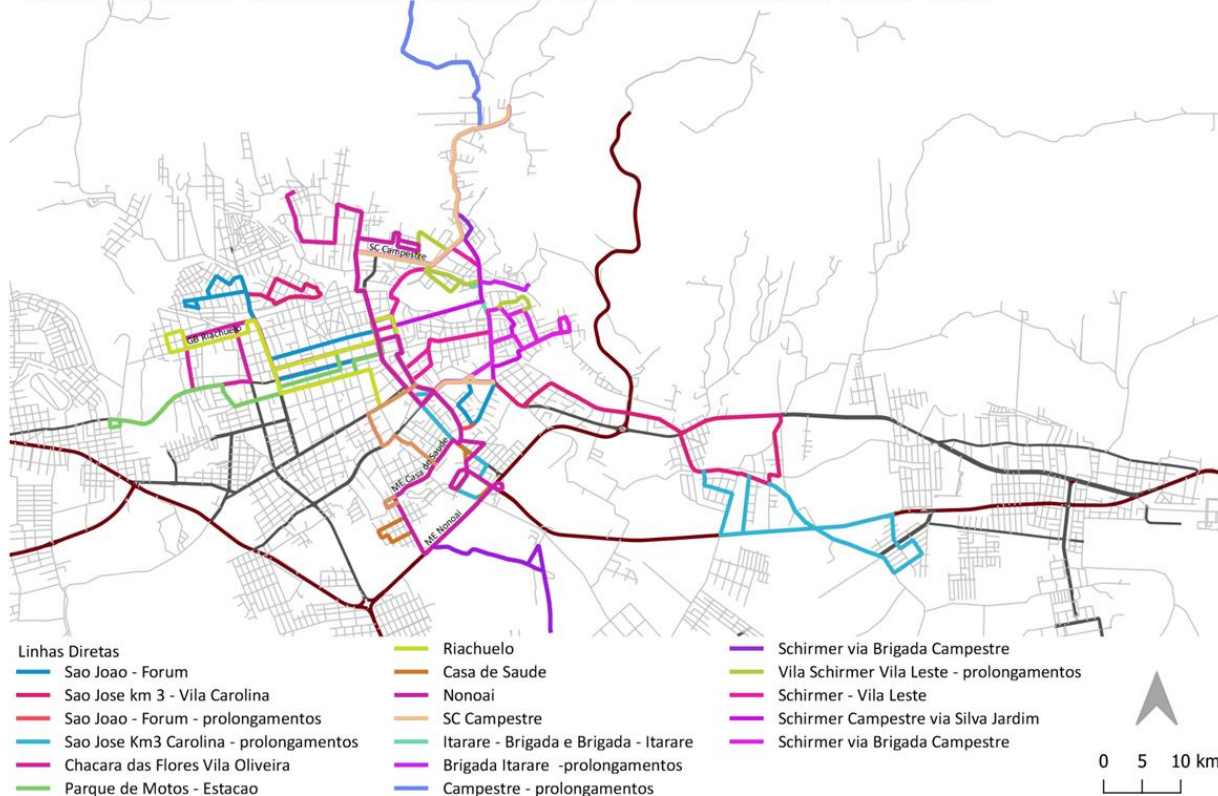 SC Campestre
GB Riachuelo
ME Casa de Saude
ME Nonoai
Linhas Diretas
Sao Joao - Forum
Sao Jose km 3 - Vila Carolina
Sao Joao - Forum - prolongamentos
Sao Jose Km3 Carolina - prolongamentos
Chacara das Flores Vila Oliveira
Parque de Motos - Estacao
Riachuelo
Casa de Saude
Nonoai
SC Campestre
Itarare - Brigada e Brigada - Itarare
Brigada Itarare -prolongamentos
Campestre - prolongamentos
Schirmer via Brigada Campestre
Vila Schirmer Vila Leste - prolongamentos
Schirmer - Vila Leste
Schirmer Campestre via Silva Jardim
Schirmer via Brigada Campestre
0 5 10 km